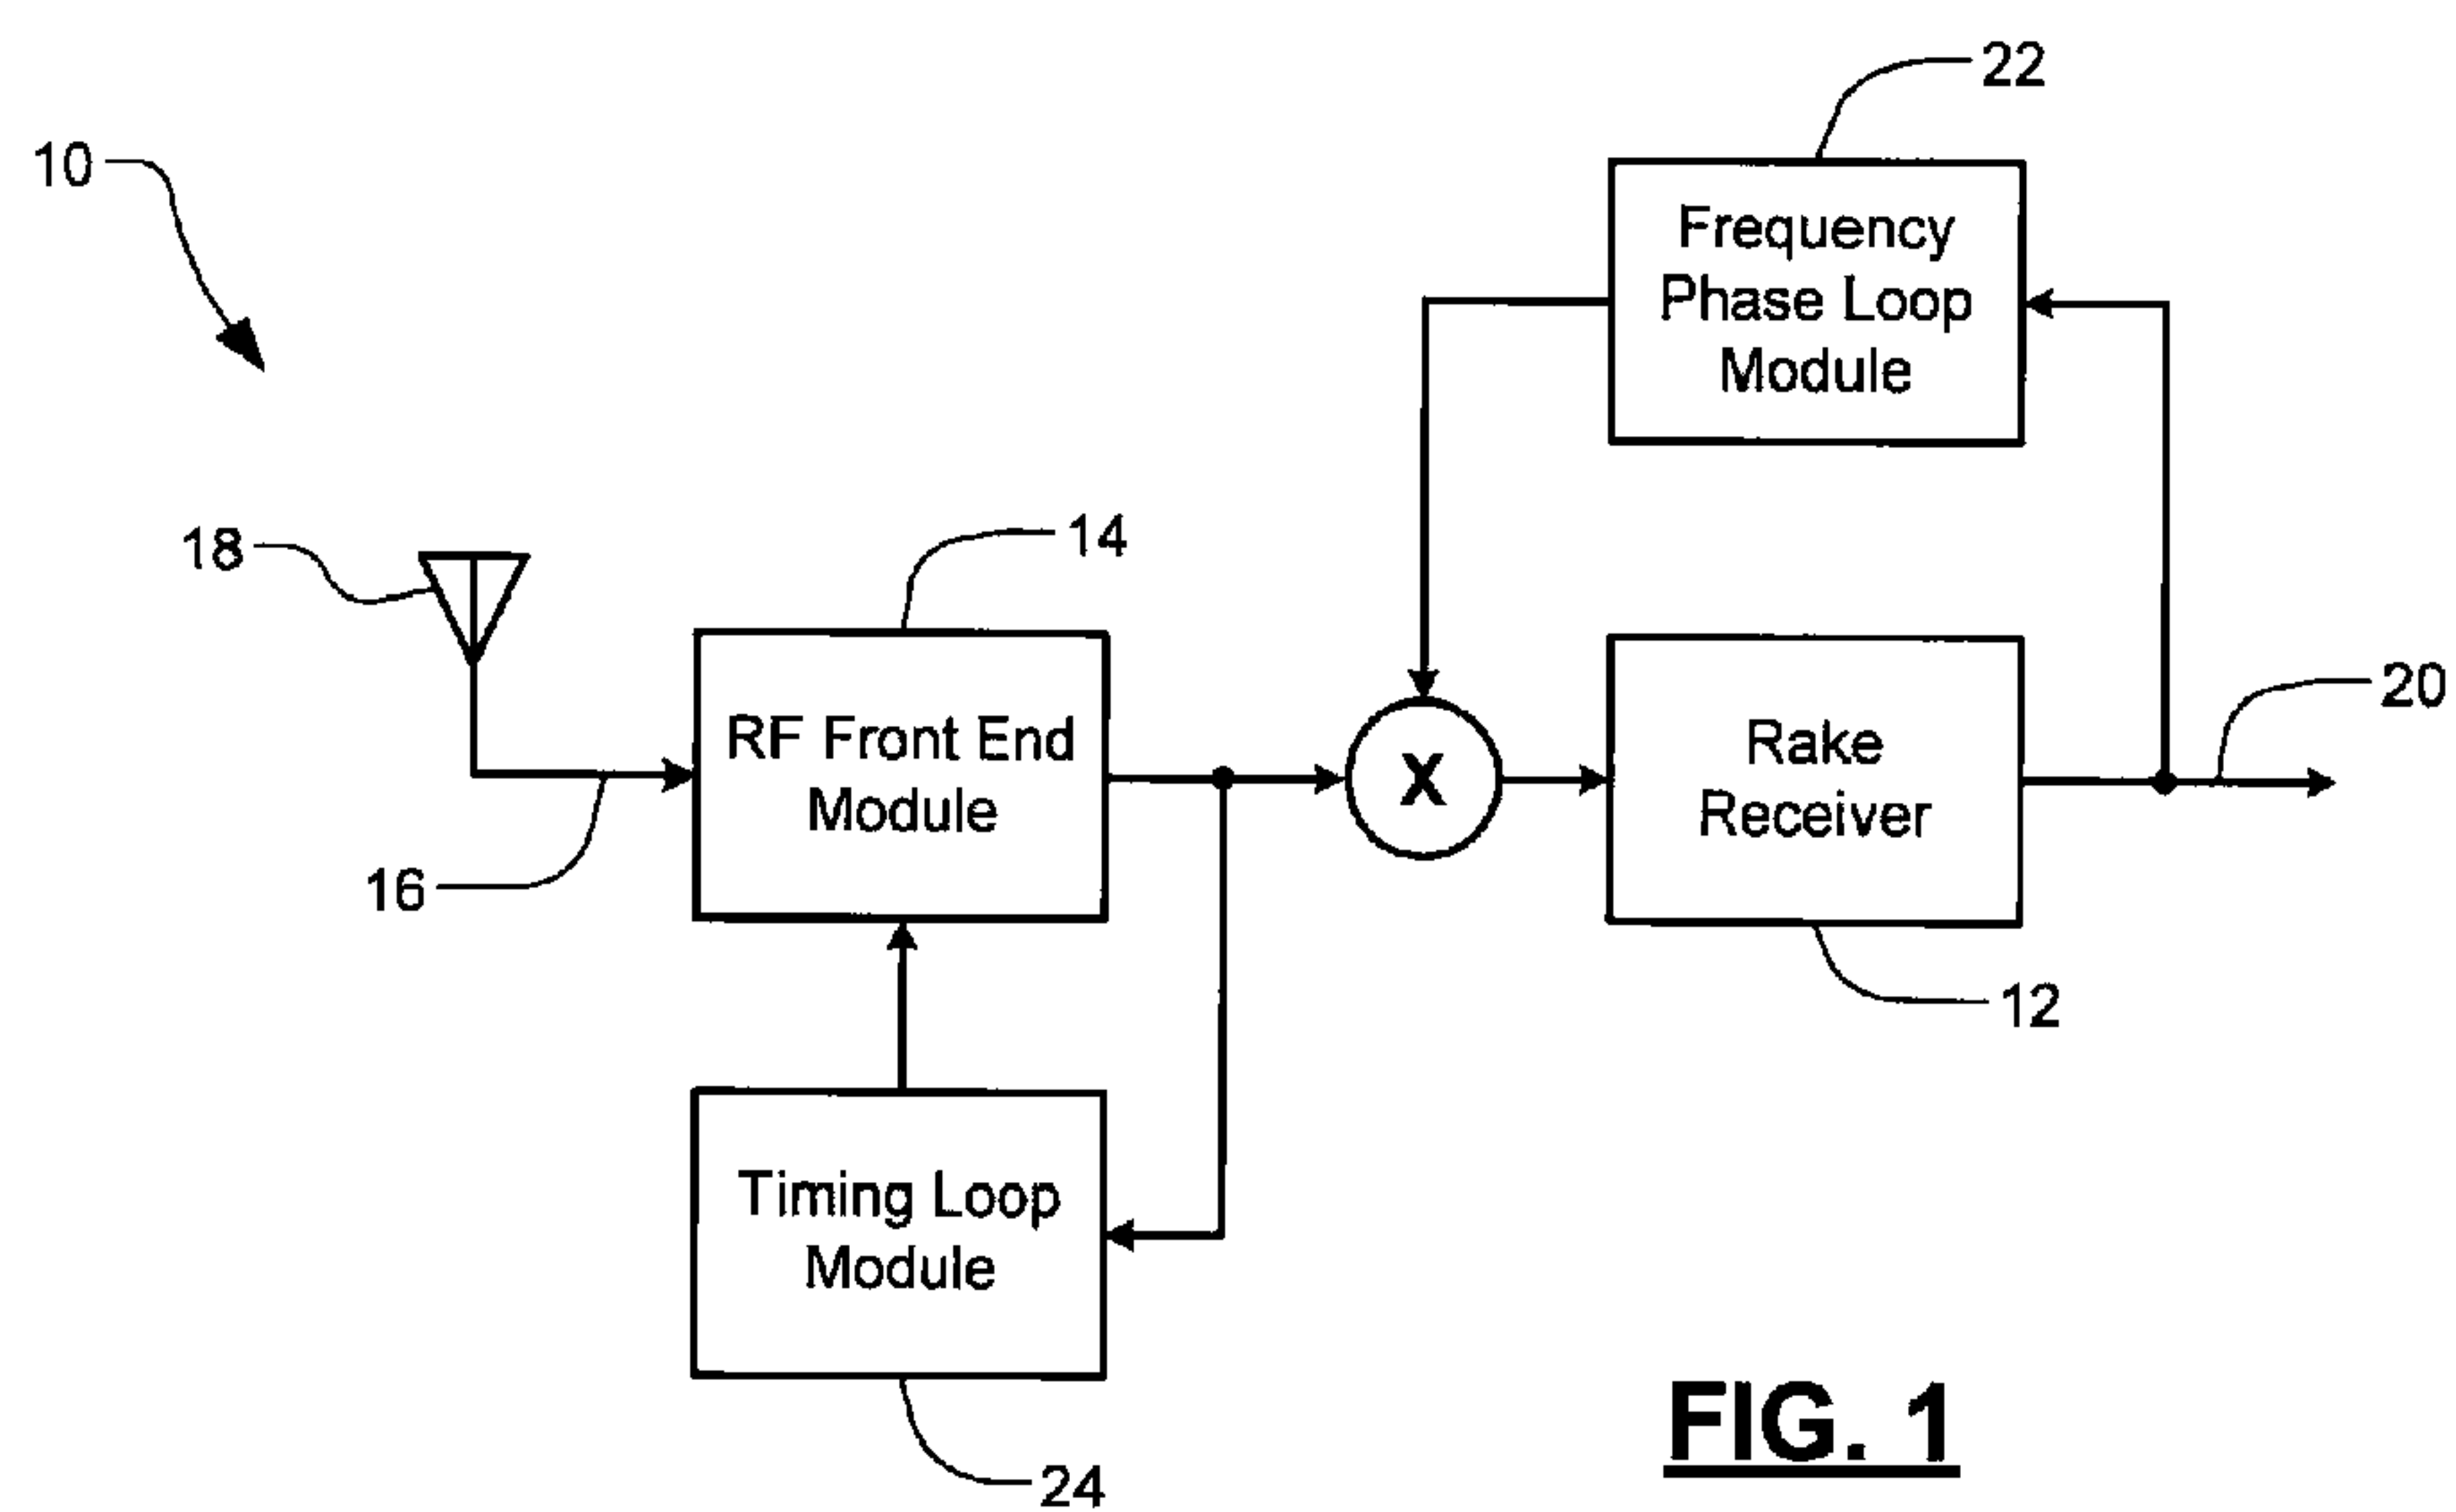 22
10
Frequency
Phase Loop
Module
18
14
20
RF Front End
Module
X
Rake
Receiver
16
12
Timing Loop
Module
24
FIG. 1